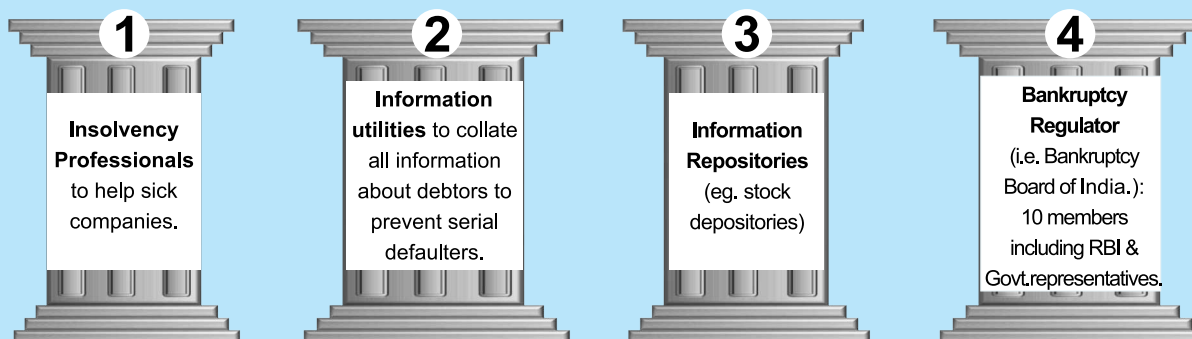 1
Insolvency
Professionals
to help sick
companies.
2
Information
utilities to collate
all information
about debtors to
prevent serial
defaulters.
3
Information
Repositories
(eg. stock
depositories)
4
Bankruptcy
Regulator
(i.e. Bankruptcy
Board of India.):
10 members
including RBI &
Govt.representatives.